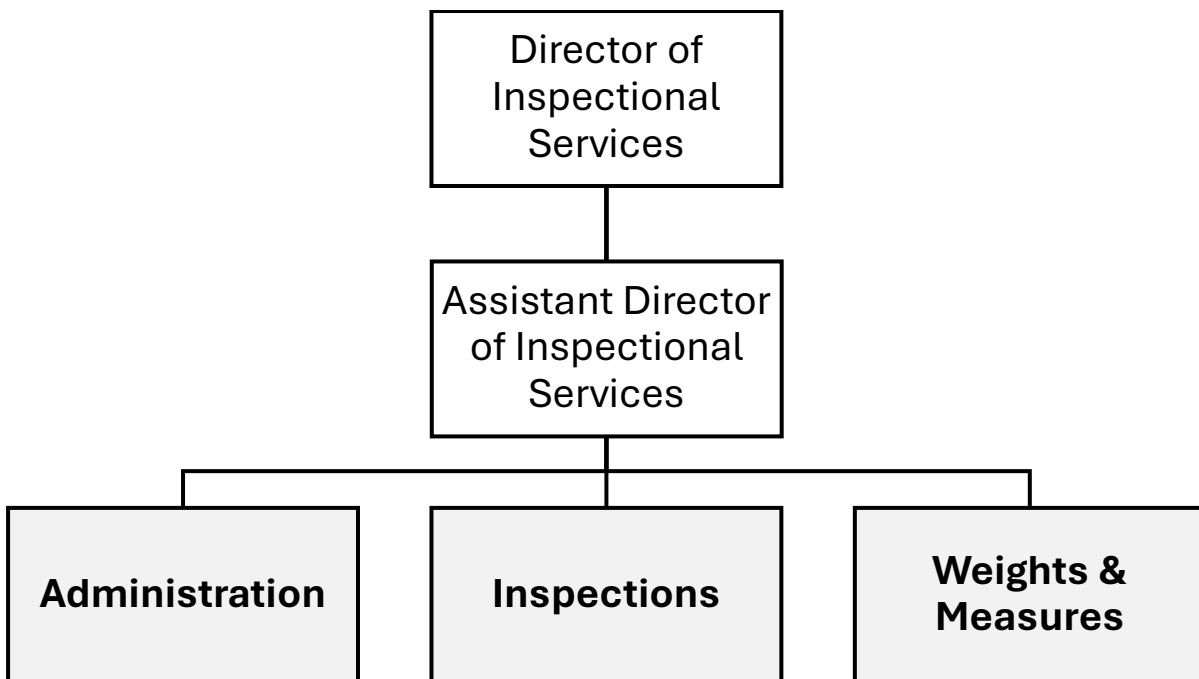 Director of
Inspectional
Services
Assistant Director
of Inspectional
Services
Administration
Inspections
Weights &
Measures